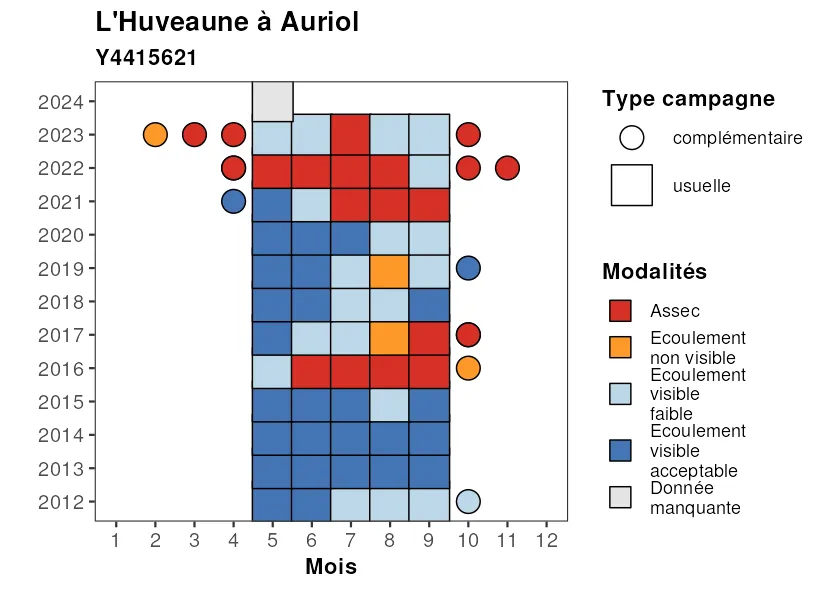 L'Huveaune à Auriol
Y4415621
2024
2023
2022
2021
2020
2019
2018
2017
2016
2015
2014
2013
2012
1 2 3 4 5 6 7 8 9 10 11 12
Mois
Type campagne
complémentaire
usuelle
Modalités
Assec
Ecoulement
non visible
Ecoulement
visible
faible
Ecoulement
visible
acceptable
Donnée
manquante